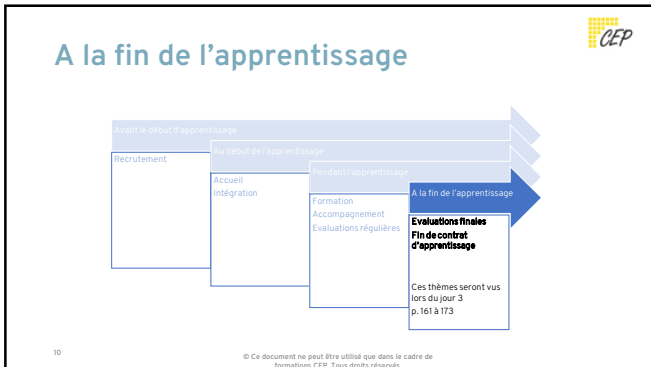 CEP
A la fin de l’apprentissage
Avant le début d'apprentissage
Recrutement
Au début de l'apprentissage
Accueil
Intégration
Pendant l'apprentissage
Formation
Accompagnement
Evaluations régulières
A la fin de l'apprentissage
Evaluations finales
Fin de contrat
d'apprentissage
Ces thèmes seront vus
lors du jour 3
p. 161 à 173
10
© Ce document ne peut être utilisé que dans le cadre de
formations CEP. Tous droits réservés